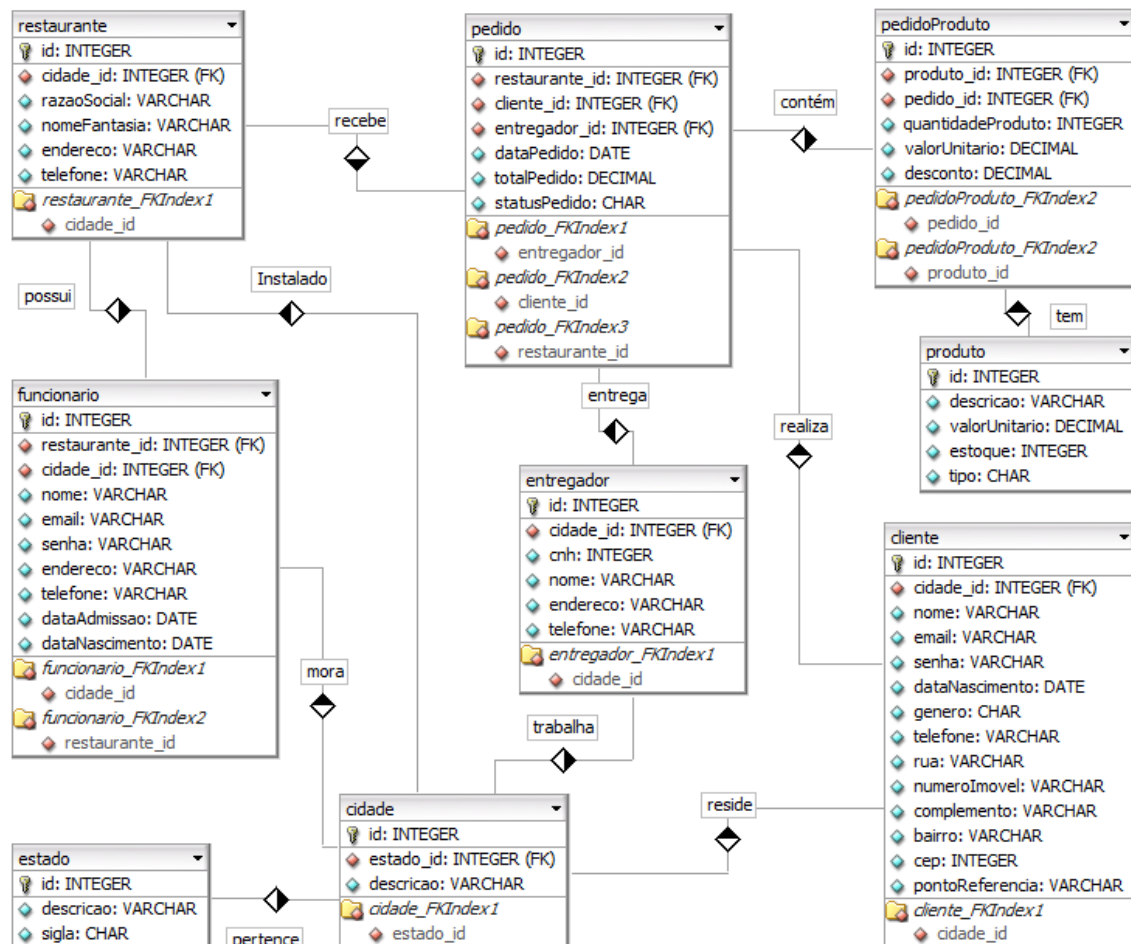 restaurante
id: INTEGER
cidade_id: INTEGER (FK)
razaoSocial: VARCHAR
nomeFantasia: VARCHAR
endereco: VARCHAR
telefone: VARCHAR
restaurante_FKIndex1
cidade_id
recebe
pedido
id: INTEGER
restaurante_id: INTEGER (FK)
cliente_id: INTEGER (FK)
entregador_id: INTEGER (FK)
dataPedido: DATE
totalPedido: DECIMAL
statusPedido: CHAR
pedido_FKIndex1
entregador_id
pedido_FKIndex2
cliente_id
pedido_FKIndex3
restaurante_id
contém
pedidoProduto
id: INTEGER
produto_id: INTEGER (FK)
pedido_id: INTEGER (FK)
quantidadeProduto: INTEGER
valorUnitario: DECIMAL
desconto: DECIMAL
pedidoProduto_FKIndex2
pedido_id
pedidoProduto_FKIndex2
produto_id
possui
Instalado
tem
produto
id: INTEGER
descricao: VARCHAR
valorUnitario: DECIMAL
estoque: INTEGER
tipo: CHAR
funcionario
id: INTEGER
restaurante_id: INTEGER (FK)
cidade_id: INTEGER (FK)
nome: VARCHAR
email: VARCHAR
senha: VARCHAR
endereco: VARCHAR
telefone: VARCHAR
dataAdmissao: DATE
dataNascimento: DATE
funcionario_FKIndex1
cidade_id
funcionario_FKIndex2
restaurante_id
entrega
realiza
entregador
id: INTEGER
cidade_id: INTEGER (FK)
cnh: INTEGER
nome: VARCHAR
endereco: VARCHAR
telefone: VARCHAR
entregador_FKIndex1
cidade_id
cliente
id: INTEGER
cidade_id: INTEGER (FK)
nome: VARCHAR
email: VARCHAR
senha: VARCHAR
dataNascimento: DATE
genero: CHAR
telefone: VARCHAR
rua: VARCHAR
numeroImovel: VARCHAR
complemento: VARCHAR
bairro: VARCHAR
cep: INTEGER
pontoReferencia: VARCHAR
cliente_FKIndex1
cidade_id
mora
trabalha
reside
cidade
id: INTEGER
estado_id: INTEGER (FK)
descricao: VARCHAR
cidade_FKIndex1
estado_id
estado
id: INTEGER
descricao: VARCHAR
sigla: CHAR
pertence